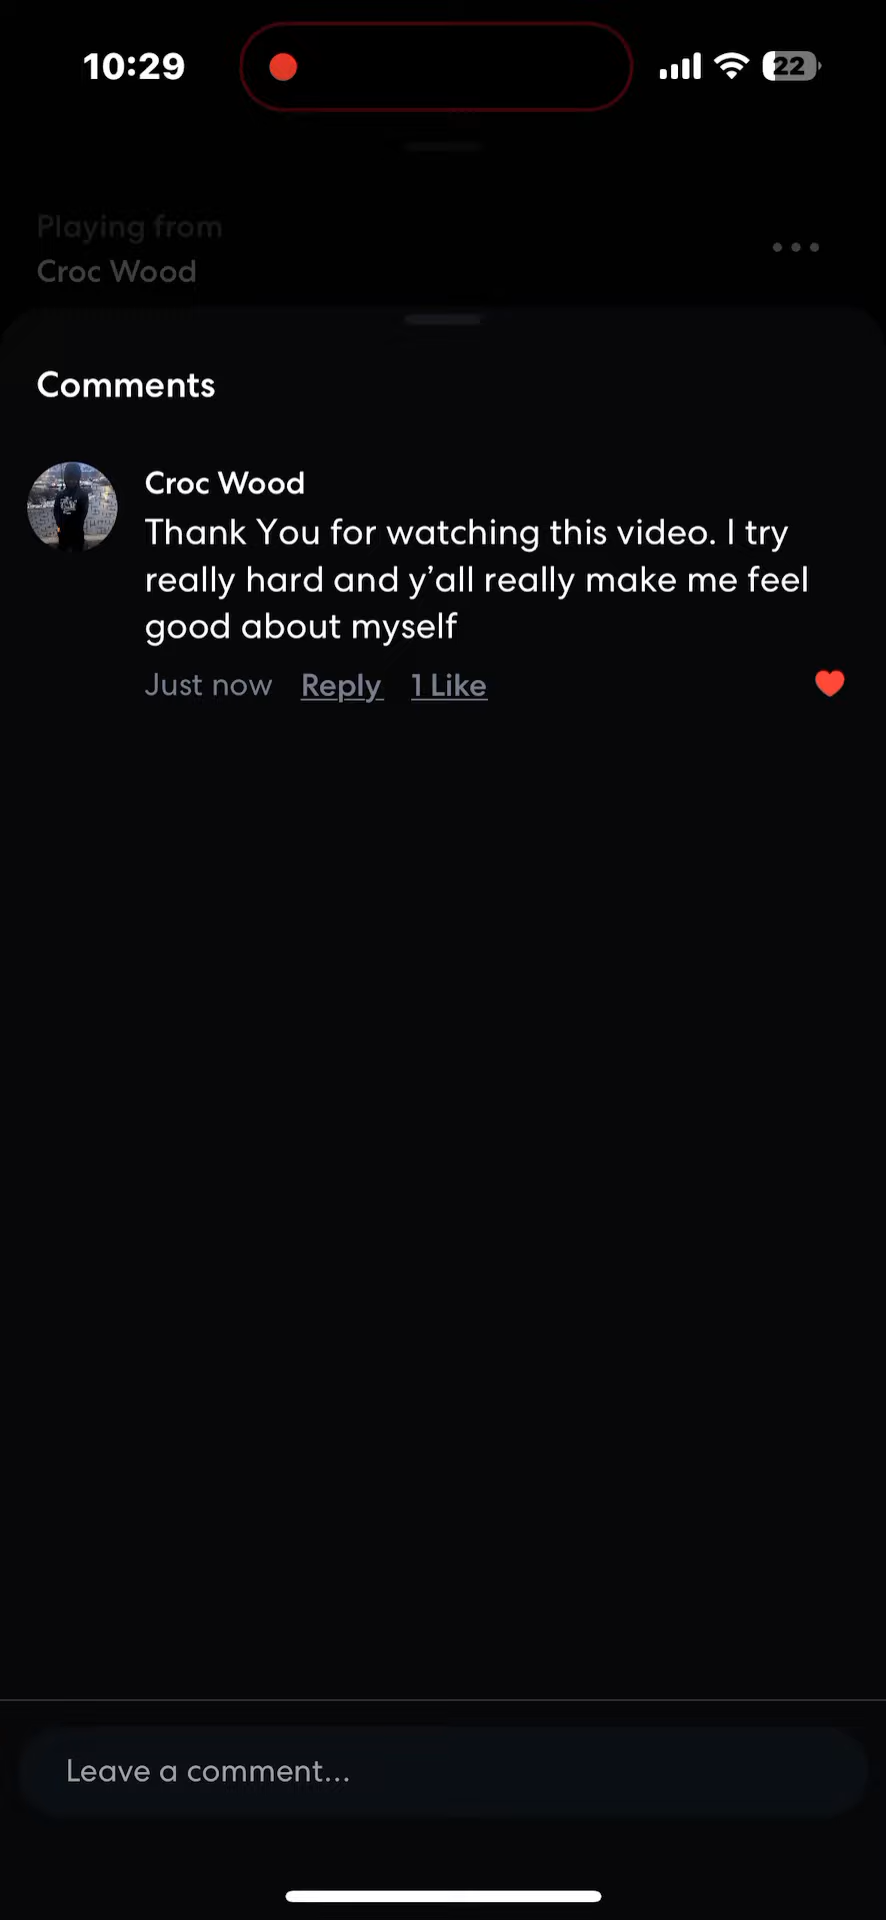 10:29
22
Playing from
Croc Wood
Comments
Croc Wood
Thank You for watching this video. I try
really hard and y’all really make me feel
good about myself
Just now Reply 1 Like
Leave a comment...